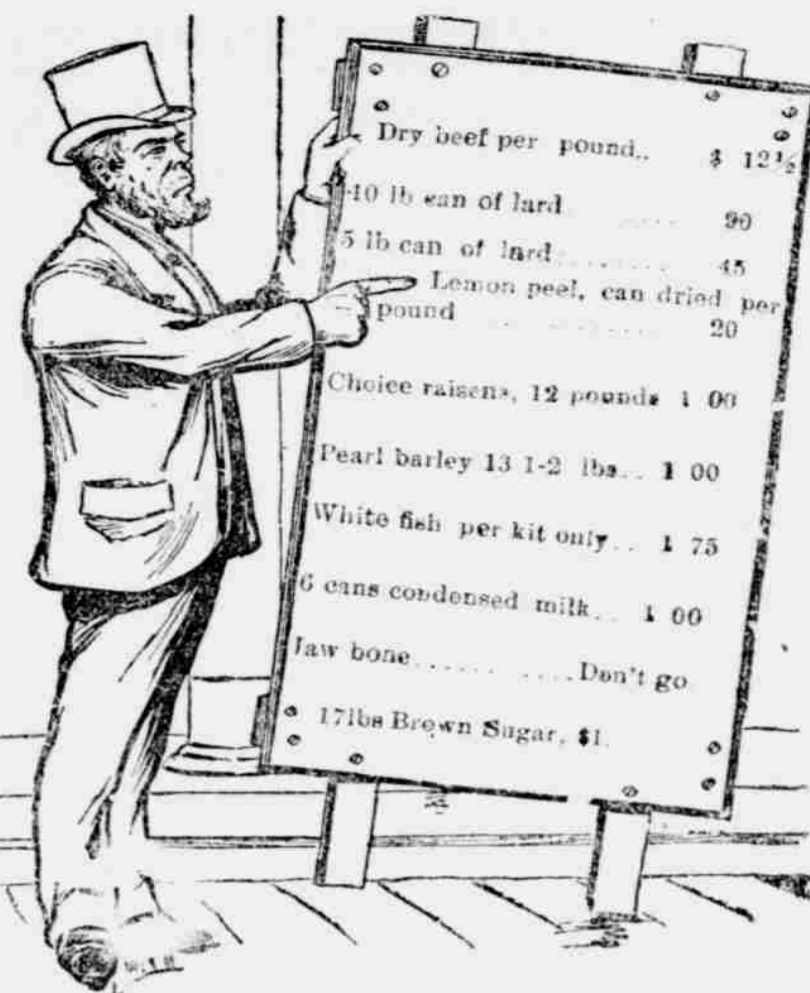 Dry beef per pound.. $ 12½
10 lb can of lard ..... 90
5 lb can of lard ........ 45
Lemon peel, can dried per
pound ............ 20
Choice raisens, 12 pounds 1 00
Pearl barley 13 1-2 lbs.. 1 00
White fish per kit only.. 1 75
6 cans condensed milk.. 1 00
Jaw bone........ ....Don't go
17lbs Brown Sugar, $1.